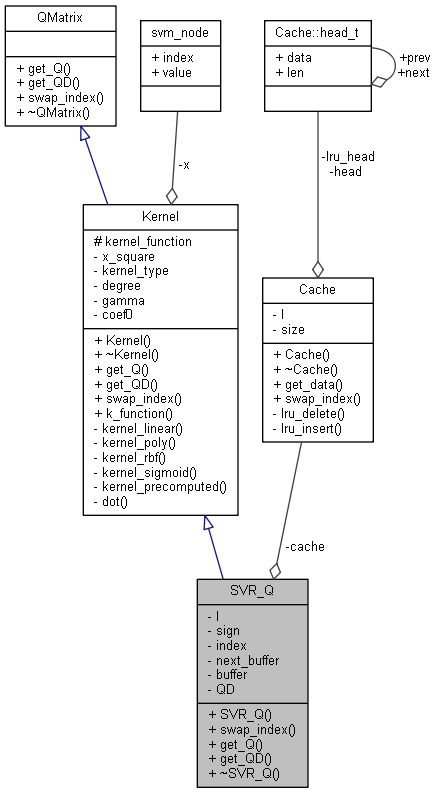 QMatrix
+ get_Q()
+ get_QD()
+ swap_index()
+ ~QMatrix()
svm_node
+ index
+ value
Cache::head_t
+ data
+ len
+prev
+next
-x
-lru_head
-head
Kernel
# kernel_function
- x_square
- kernel_type
- degree
- gamma
- coef0
+ Kernel()
+ ~Kernel()
+ get_Q()
+ get_QD()
+ swap_index()
+ k_function()
- kernel_linear()
- kernel_poly()
- kernel_rbf()
- kernel_sigmoid()
- kernel_precomputed()
- dot()
Cache
- l
- size
+ Cache()
+ ~Cache()
+ get_data()
+ swap_index()
- lru_delete()
- lru_insert()
-cache
SVR_Q
- l
- sign
- index
- next_buffer
- buffer
- QD
+ SVR_Q()
+ swap_index()
+ get_Q()
+ get_QD()
+ ~SVR_Q()